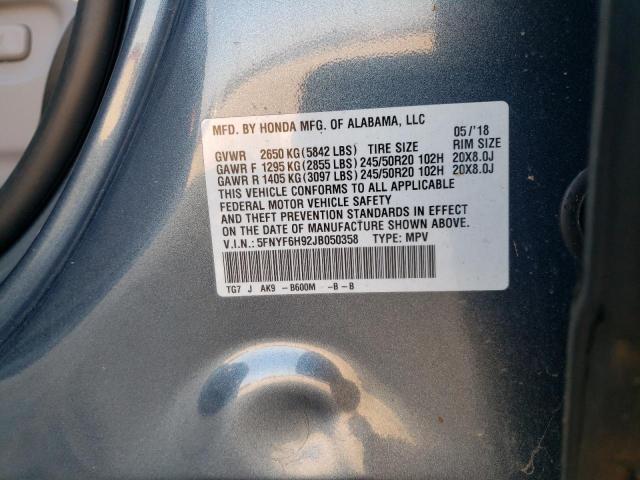 MFD. BY HONDA MFG. OF ALABAMA, LLC 05/'18
GVWR 2650 KG (5842 LBS) TIRE SIZE RIM SIZE
GAWR F 1295 KG (2855 LBS) 245/50R20 102H 20X8.0J
GAWR R 1405 KG (3097 LBS) 245/50R20 102H 20X8.0J
THIS VEHICLE CONFORMS TO ALL APPLICABLE
FEDERAL MOTOR VEHICLE SAFETY
AND THEFT PREVENTION STANDARDS IN EFFECT
ON THE DATE OF MANUFACTURE SHOWN ABOVE.
V.I.N.: 5FNYF6H92JB050358 TYPE: MPV
TG7 J AK9 -B600M -B-B